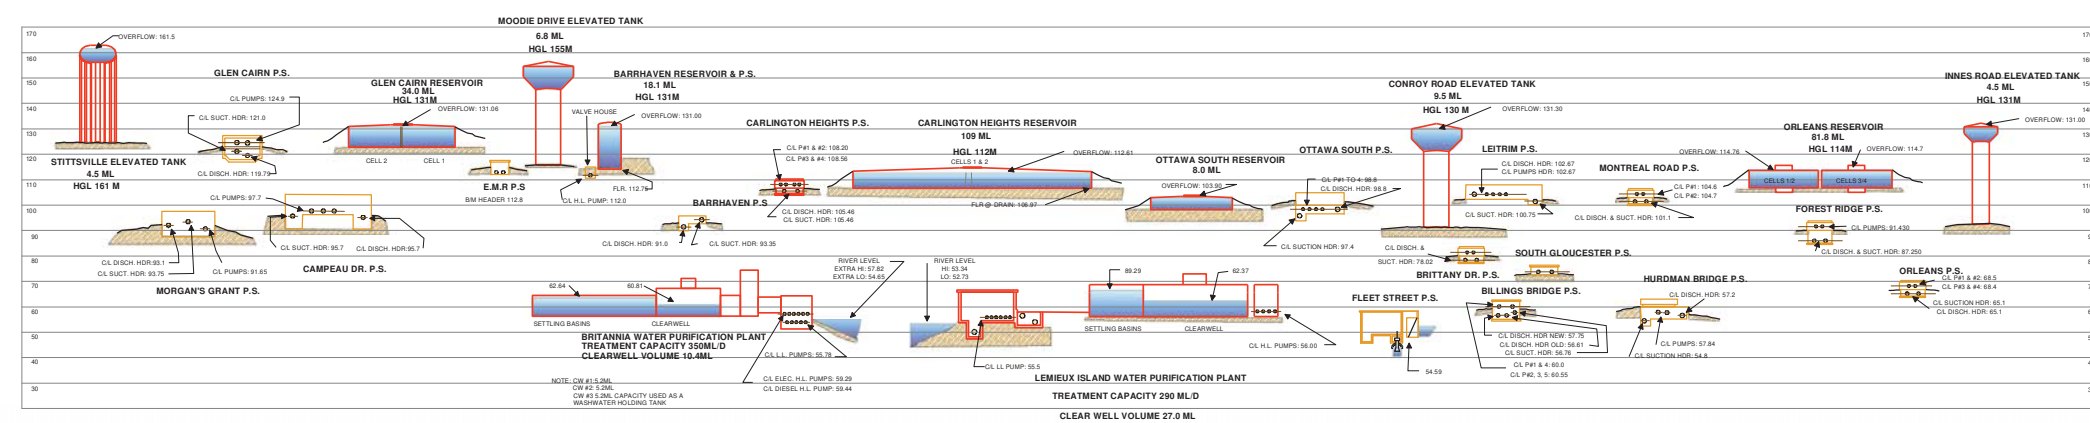 MOODIE DRIVE ELEVATED TANK
6.8 ML
HGL 155M
170
160
150
140
130
120
110
100
90
80
70
60
50
40
30
OVERFLOW: 161.5
STITTSVILLE ELEVATED TANK
4.5 ML
HGL 161 M
GLEN CAIRN P.S.
C/L PUMPS: 124.9
C/L SUCT. HDR: 121.0
C/L DISCH. HDR: 119.79
GLEN CAIRN RESERVOIR
34.0 ML
HGL 131M
OVERFLOW: 131.06
CELL 2
CELL 1
BARRHAVEN RESERVOIR & P.S.
18.1 ML
HGL 131M
VALVE HOUSE
OVERFLOW: 131.00
FLR. 112.75
C/L H.L. PUMP: 112.0
E.M.R P.S
BIM HEADER 112.8
CARLINGTON HEIGHTS P.S.
C/L P#1 & #2: 108.20
C/L P#3 & #4: 108.56
C/L DISCH. HDR: 105.46
C/L SUCT. HDR: 105.46
CARLINGTON HEIGHTS RESERVOIR
109 ML
HGL 112M
CELLS 1 & 2
OVERFLOW: 112.61
FLR @ DRAIN: 106.97
OTTAWA SOUTH RESERVOIR
8.0 ML
OVERFLOW: 103.90
OTTAWA SOUTH P.S.
C/L P#1 TO 4: 98.8
C/L DISCH. HDR: 98.8
C/L SUCTION HDR: 97.4
CONROY ROAD ELEVATED TANK
9.5 ML
HGL 130 M
OVERFLOW: 131.30
LEITRIM P.S.
C/L DISCH. HDR: 102.67
C/L PUMPS HDR: 102.67
C/L SUCT. HDR: 100.75
MONTREAL ROAD P.S.
C/L P#1: 104.6
C/L P#2: 104.7
C/L DISCH. & SUCT. HDR: 101.1
ORLEANS RESERVOIR
81.8 ML
HGL 114M
OVERFLOW: 114.76
OVERFLOW: 114.7
CELLS 1/2
CELLS 3/4
INNES ROAD ELEVATED TANK
4.5 ML
HGL 131M
OVERFLOW: 131.00
FOREST RIDGE P.S.
C/L PUMPS: 91.430
C/L DISCH. & SUCT. HDR: 87.250
C/L PUMPS: 97.7
C/L SUCT. HDR: 95.7
C/L DISCH. HDR:95.7
CAMPEAU DR. P.S.
C/L DISCH. HDR:93.1
C/L SUCT. HDR: 93.75
C/L PUMPS: 91.65
MORGAN'S GRANT P.S.
BARRHAVEN P.S
C/L DISCH. HDR: 91.0
C/L SUCT. HDR: 93.35
C/L DISCH. &
SUCT. HDR: 78.02
BRITTANY DR. P.S.
SOUTH GLOUCESTER P.S.
62.64
60.81
SETTLING BASINS
CLEARWELL
RIVER LEVEL
EXTRA HI: 57.82
EXTRA LO: 54.65
BRITANNIA WATER PURIFICATION PLANT
TREATMENT CAPACITY 350ML/D
CLEARWELL VOLUME 10.4ML
C/L L.L. PUMPS: 55.78
C/L ELEC. H.L. PUMPS: 59.29
C/L DIESEL H.L. PUMP: 59.44
NOTE: CW #1:5.2ML
CW #2: 5.2ML
CW #3 5.2ML CAPACITY USED AS A
WASHWATER HOLDING TANK
RIVER LEVEL
HI: 53.34
LO: 52.73
C/L LL PUMP: 55.5
89.29
62.37
SETTLING BASINS
CLEARWELL
C/L H.L. PUMPS: 56.00
LEMIEUX ISLAND WATER PURIFICATION PLANT
TREATMENT CAPACITY 290 ML/D
CLEAR WELL VOLUME 27.0 ML
FLEET STREET P.S.
54.59
BILLINGS BRIDGE P.S.
C/L DISCH. HDR NEW: 57.75
C/L DISCH. HDR OLD: 56.61
C/L SUCT. HDR: 56.76
C/L P#1 & 4: 60.0
C/L P#2, 3, 5: 60.55
HURDMAN BRIDGE P.S.
C/L DISCH. HDR: 57.2
C/L PUMPS: 57.84
C/L SUCTION HDR: 54.8
ORLEANS P.S.
C/L P#1 & #2: 68.5
C/L P#3 & #4: 68.4
C/L SUCTION HDR: 65.1
C/L DISCH. HDR: 65.1